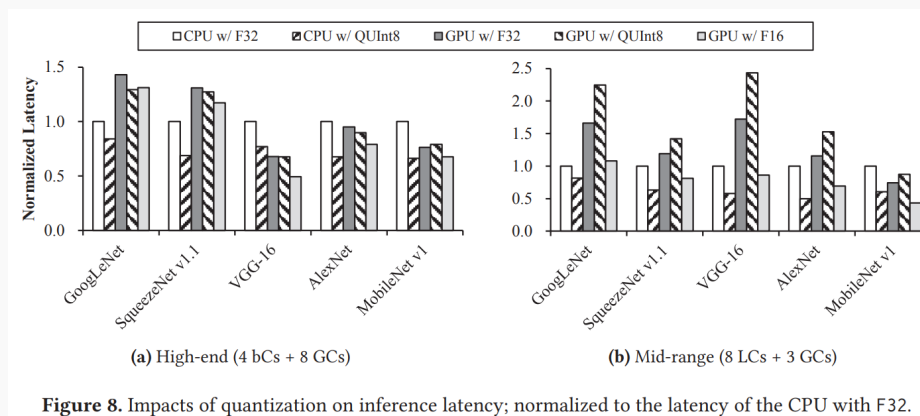 CPU w/ F32 CPU w/ QUInt8 GPU w/ F32 GPU w/ QUInt8 GPU w/ F16
Normalized Latency
1.5
1.0
0.5
0.0
GoogLeNet
SqueezeNet v1.1
VGG-16
AlexNet
MobileNet v1
(a) High-end (4 bCs + 8 GCs)
2.5
2.0
1.5
1.0
0.5
0.0
GoogLeNet
SqueezeNet v1.1
VGG-16
AlexNet
MobileNet v1
(b) Mid-range (8 LCs + 3 GCs)
Figure 8. Impacts of quantization on inference latency; normalized to the latency of the CPU with F32.